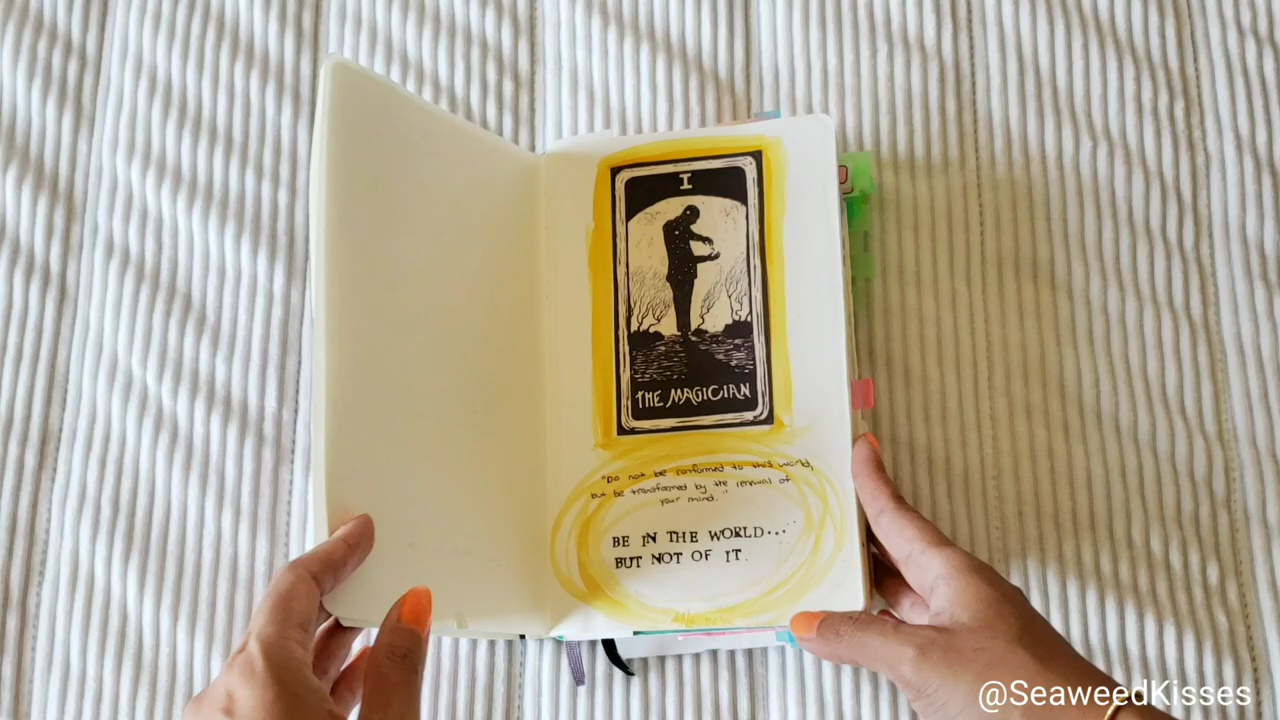 I
THE MAGICIAN
"Do not be conformed to this world,
but be transformed by the renewal of
your mind."
BE IN THE WORLD...
BUT NOT OF IT.
@SeaweedKisses